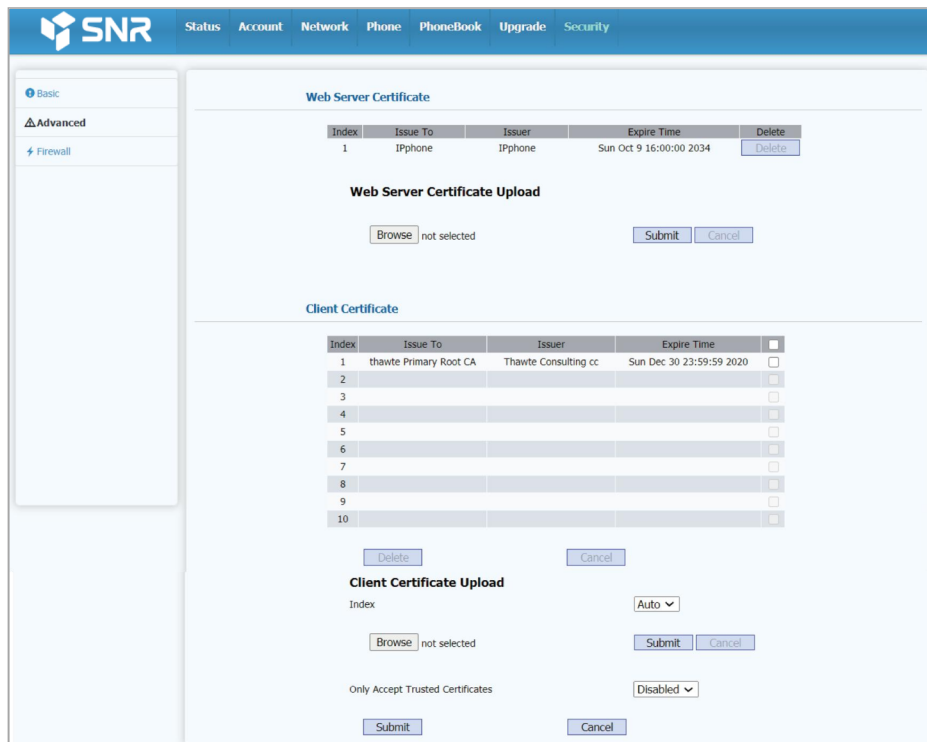 SNR
Status Account Network Phone PhoneBook Upgrade Security
Basic
Advanced
Firewall
Web Server Certificate
Index Issue To Issuer Expire Time Delete
1 IPphone IPphone Sun Oct 9 16:00:00 2034 Delete
Web Server Certificate Upload
Browse not selected Submit Cancel
Client Certificate
Index Issue To Issuer Expire Time
1 thawte Primary Root CA Thawte Consulting cc Sun Dec 30 23:59:59 2020
2
3
4
5
6
7
8
9
10
Delete Cancel
Client Certificate Upload
Index Auto
Browse not selected Submit Cancel
Only Accept Trusted Certificates Disabled
Submit Cancel